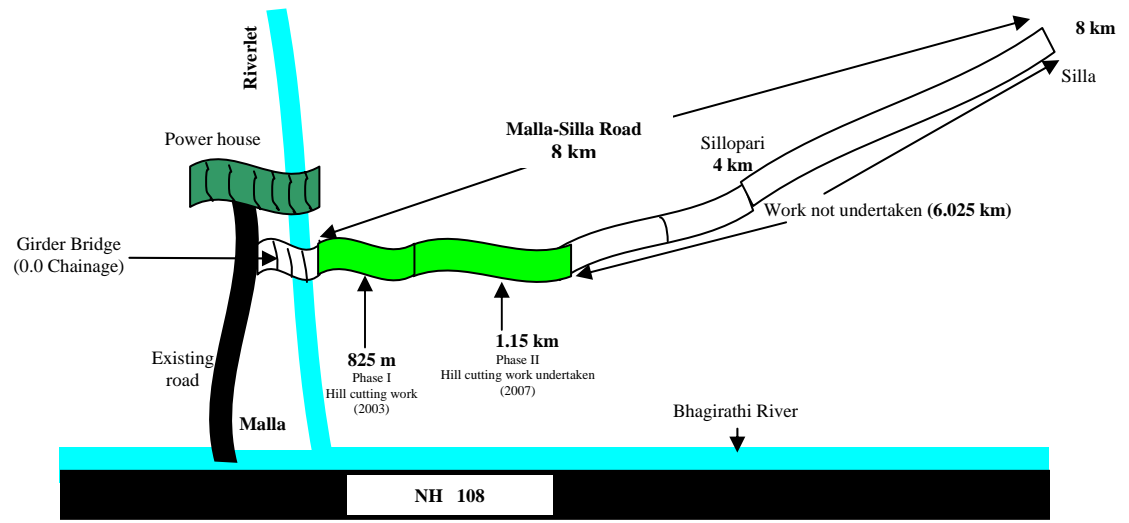 8 km
Silla
Riverlet
Malla-Silla Road
8 km
Power house
Sillopari
4 km
Work not undertaken (6.025 km)
Girder Bridge
(0.0 Chainage)
Existing
road
825 m
Phase I
Hill cutting work
(2003)
1.15 km
Phase II
Hill cutting work undertaken
(2007)
Malla
Bhagirathi River
NH 108